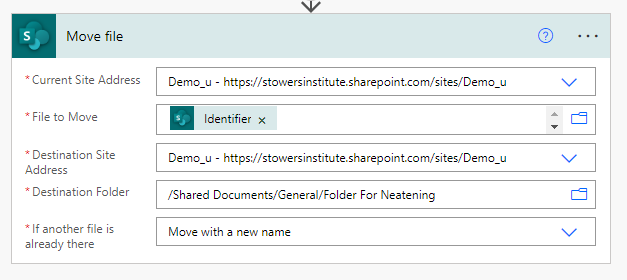 Move file
* Current Site Address
Demo_u - https://stowersinstitute.sharepoint.com/sites/Demo_u
* File to Move
S
Identifier ×
* Destination Site
Address
Demo_u - https://stowersinstitute.sharepoint.com/sites/Demo_u
* Destination Folder
/Shared Documents/General/Folder For Neatening
* If another file is
already there
Move with a new name